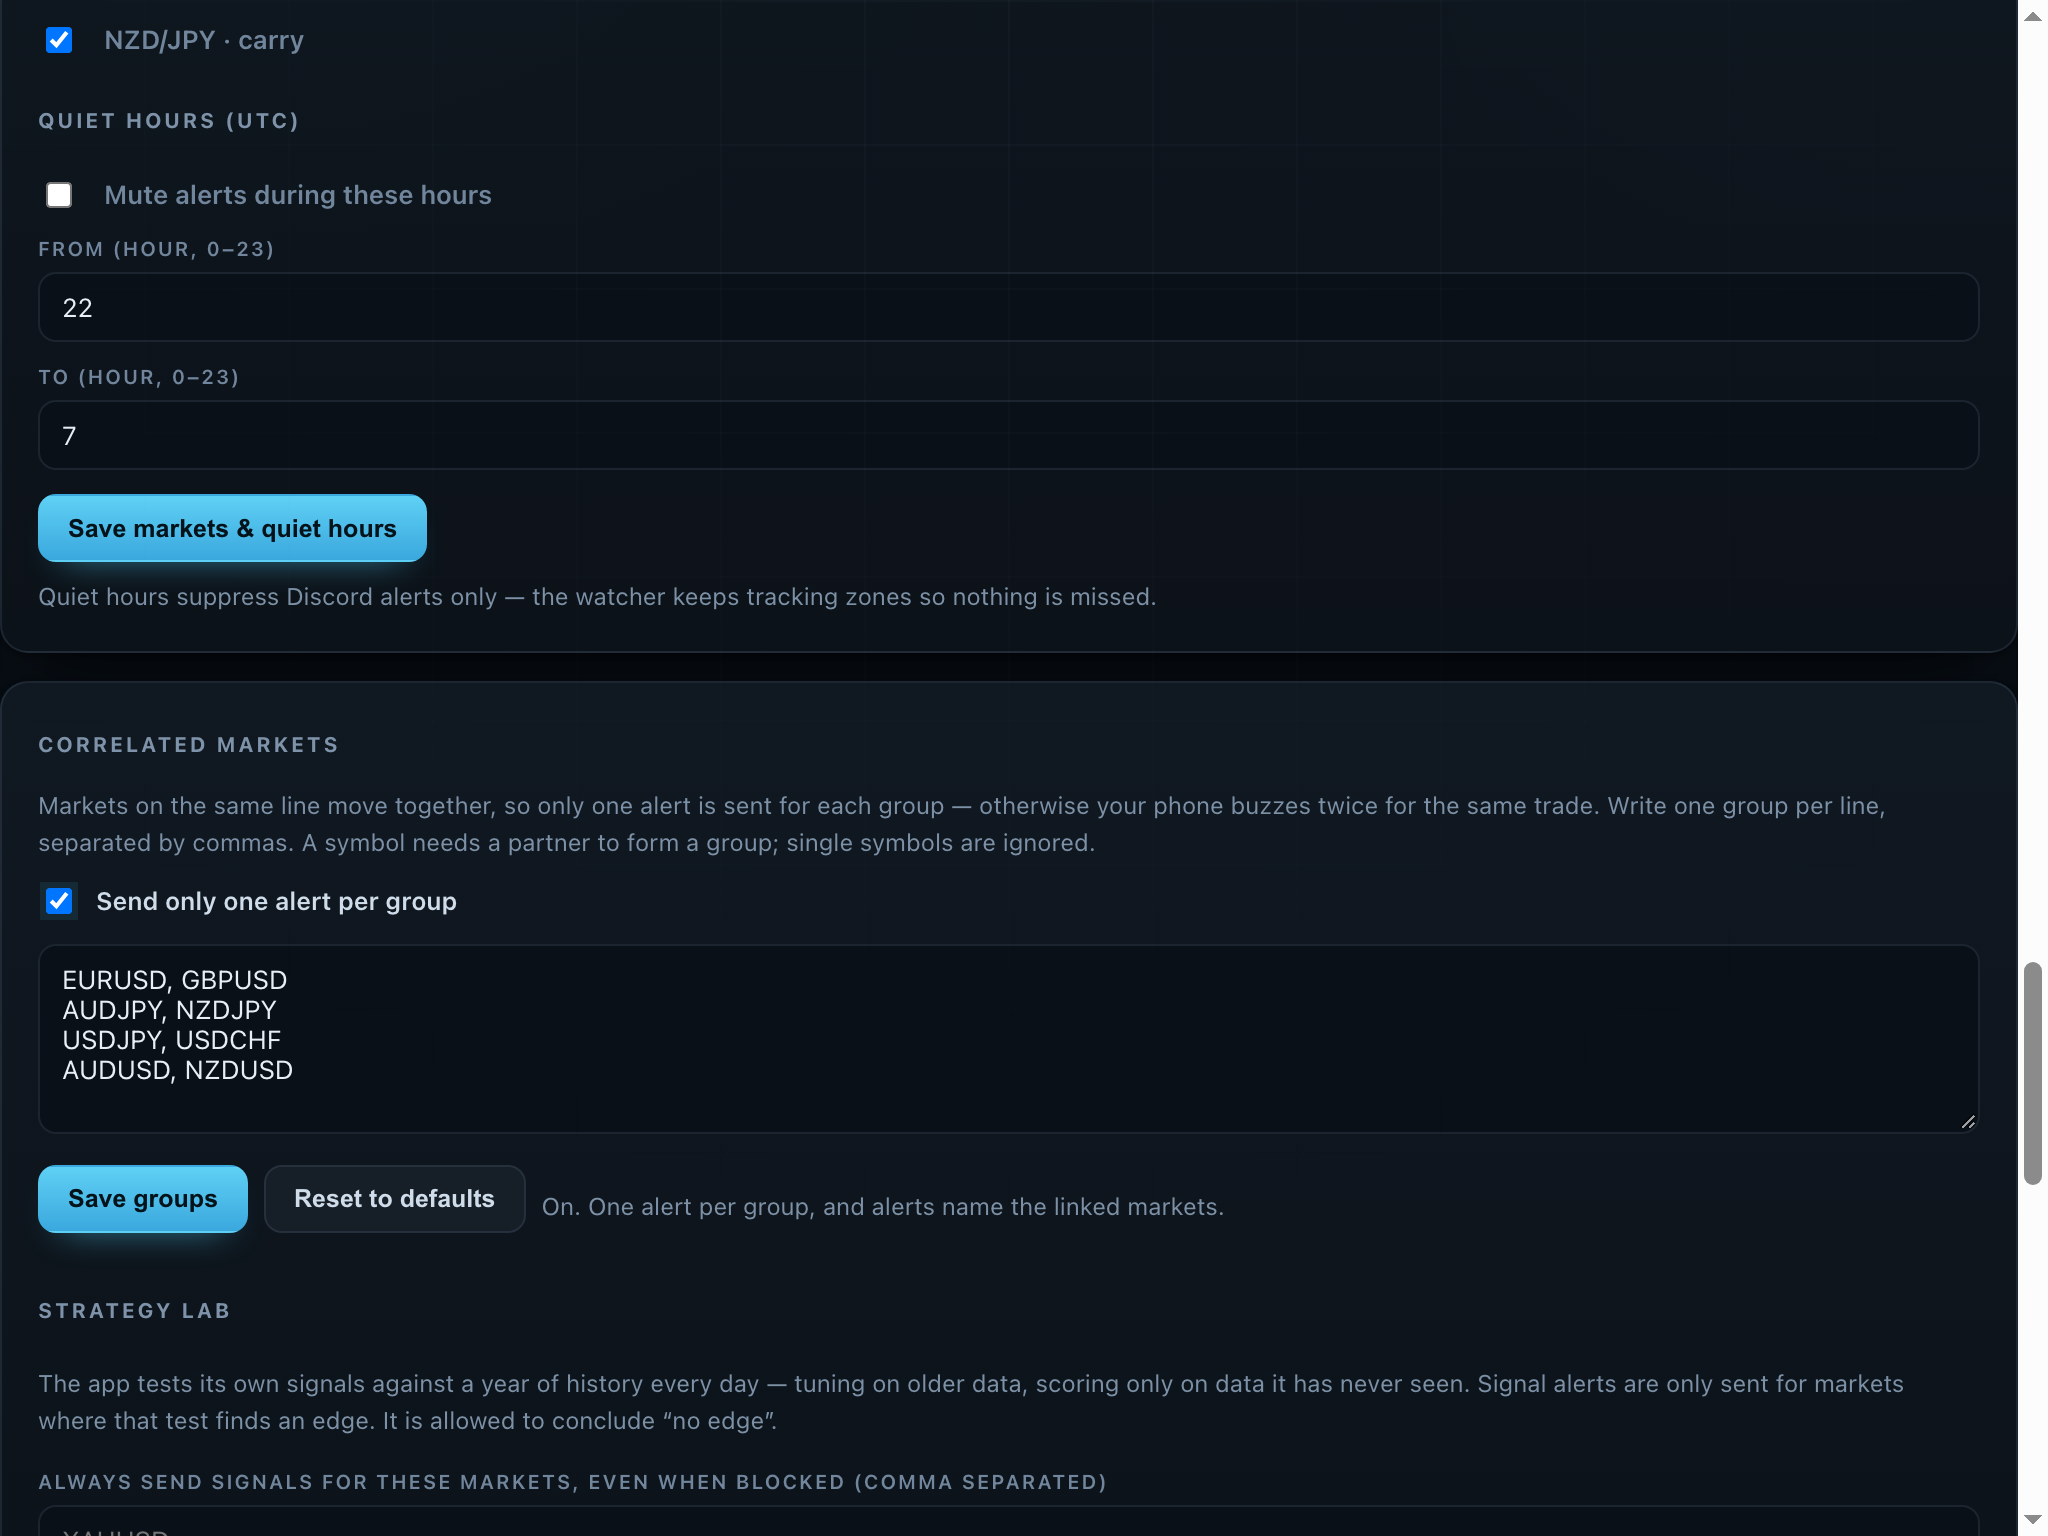 NZD/JPY · carry
QUIET HOURS (UTC)
Mute alerts during these hours
FROM (HOUR, 0–23)
22
TO (HOUR, 0–23)
7
Save markets & quiet hours
Quiet hours suppress Discord alerts only — the watcher keeps tracking zones so nothing is missed.
CORRELATED MARKETS
Markets on the same line move together, so only one alert is sent for each group — otherwise your phone buzzes twice for the same trade. Write one group per line,
separated by commas. A symbol needs a partner to form a group; single symbols are ignored.
Send only one alert per group
EURUSD, GBPUSD
AUDJPY, NZDJPY
USDJPY, USDCHF
AUDUSD, NZDUSD
Save groups
Reset to defaults
On. One alert per group, and alerts name the linked markets.
STRATEGY LAB
The app tests its own signals against a year of history every day — tuning on older data, scoring only on data it has never seen. Signal alerts are only sent for markets
where that test finds an edge. It is allowed to conclude “no edge”.
ALWAYS SEND SIGNALS FOR THESE MARKETS, EVEN WHEN BLOCKED (COMMA SEPARATED)